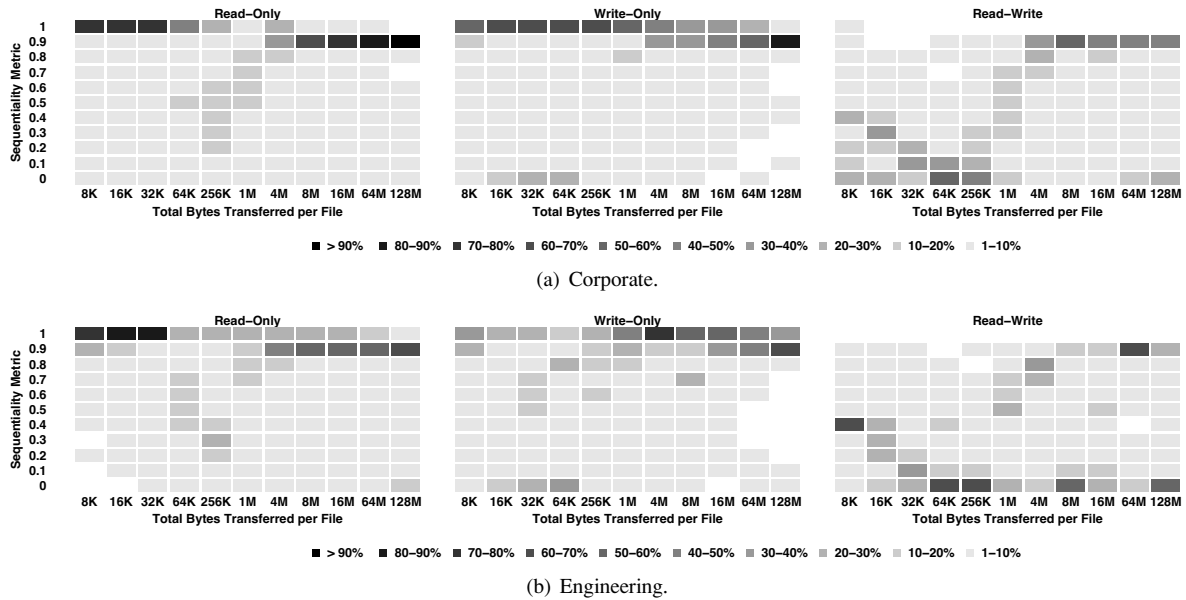 Read–Only Write–Only Read–Write
Sequentiality Metric
1
0.9
0.8
0.7
0.6
0.5
0.4
0.3
0.2
0.1
0
8K 16K 32K 64K 256K 1M 4M 8M 16M 64M 128M 8K 16K 32K 64K 256K 1M 4M 8M 16M 64M 128M 8K 16K 32K 64K 256K 1M 4M 8M 16M 64M 128M
Total Bytes Transferred per File Total Bytes Transferred per File Total Bytes Transferred per File
> 90% 80–90% 70–80% 60–70% 50–60% 40–50% 30–40% 20–30% 10–20% 1–10%
(a) Corporate.
Read–Only Write–Only Read–Write
Sequentiality Metric
1
0.9
0.8
0.7
0.6
0.5
0.4
0.3
0.2
0.1
0
8K 16K 32K 64K 256K 1M 4M 8M 16M 64M 128M 8K 16K 32K 64K 256K 1M 4M 8M 16M 64M 128M 8K 16K 32K 64K 256K 1M 4M 8M 16M 64M 128M
Total Bytes Transferred per File Total Bytes Transferred per File Total Bytes Transferred per File
> 90% 80–90% 70–80% 60–70% 50–60% 40–50% 30–40% 20–30% 10–20% 1–10%
(b) Engineering.